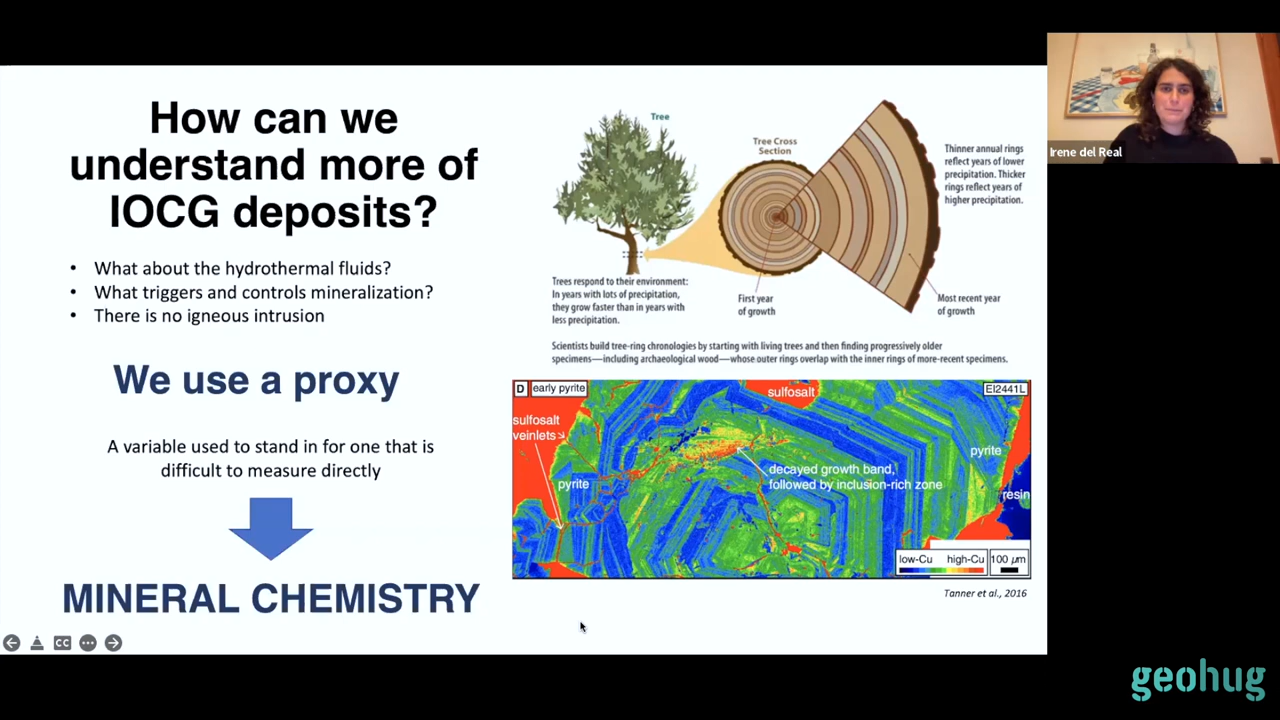 How can we
understand more of
IOCG deposits?
• What about the hydrothermal fluids?
• What triggers and controls mineralization?
• There is no igneous intrusion
We use a proxy
A variable used to stand in for one that is
difficult to measure directly
MINERAL CHEMISTRY
Tree
Tree Cross
Section
Thinner annual rings
reflect years of lower
precipitation. Thicker
rings reflect years of
higher precipitation.
Trees respond to their environment:
In years with lots of precipitation,
they grow faster than in years with
less precipitation.
First year
of growth
Most recent year
of growth
Scientists build tree-ring chronologies by starting with living trees and then finding progressively older
specimens—including archaeological wood—whose outer rings overlap with the inner rings of more-recent specimens.
D early pyrite
sulfosalt
EI2441L
sulfosalt
veinlets
pyrite
decayed growth band,
followed by inclusion-rich zone
pyrite
resin
low-Cu high-Cu 100 µm
Tanner et al., 2016
CC
Irene del Real
geohug